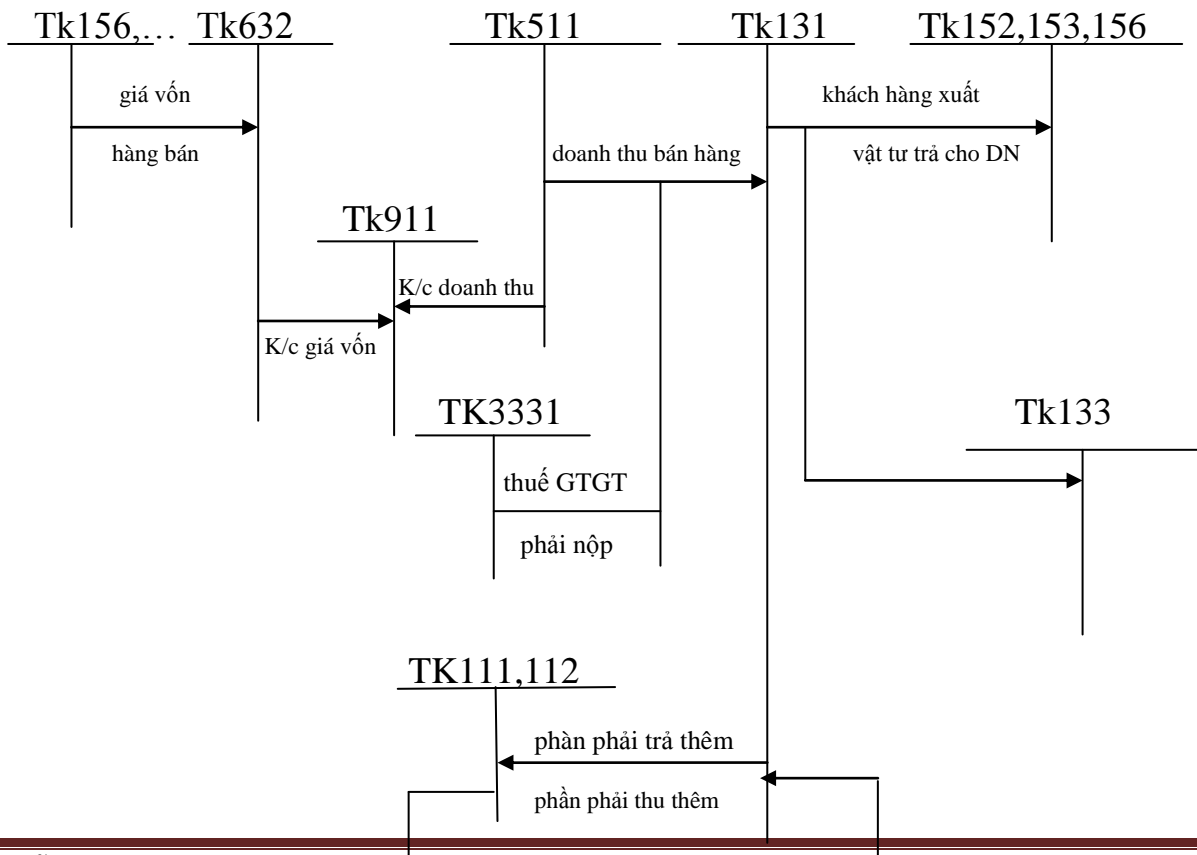 Tk156,… Tk632 Tk511 Tk131 Tk152,153,156
giá vốn
hàng bán
khách hàng xuất
vật tư trả cho DN
doanh thu bán hàng
Tk911
K/c doanh thu
K/c giá vốn
TK3331
Tk133
thuế GTGT
phải nộp
TK111,112
phàn phải trả thêm
phần phải thu thêm